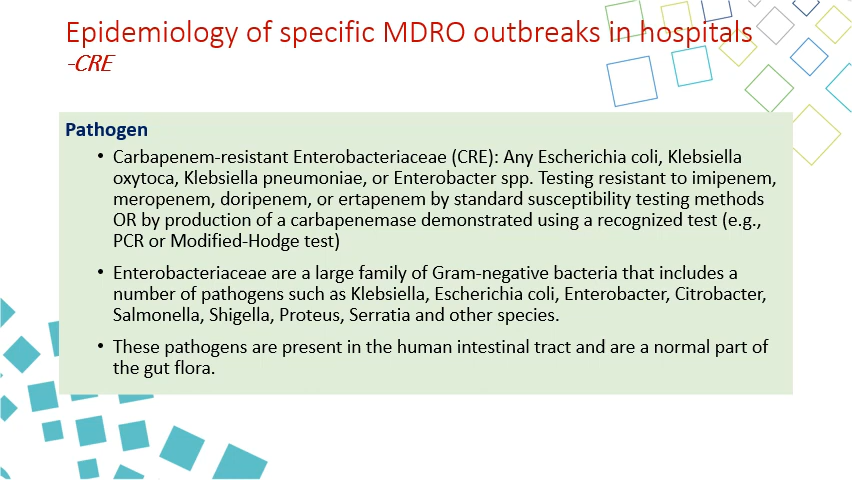 Epidemiology of specific MDRO outbreaks in hospitals
-CRE
Pathogen
• Carbapenem-resistant Enterobacteriaceae (CRE): Any Escherichia coli, Klebsiella
oxytoca, Klebsiella pneumoniae, or Enterobacter spp. Testing resistant to imipenem,
meropenem, doripenem, or ertapenem by standard susceptibility testing methods
OR by production of a carbapenemase demonstrated using a recognized test (e.g.,
PCR or Modified-Hodge test)
• Enterobacteriaceae are a large family of Gram-negative bacteria that includes a
number of pathogens such as Klebsiella, Escherichia coli, Enterobacter, Citrobacter,
Salmonella, Shigella, Proteus, Serratia and other species.
• These pathogens are present in the human intestinal tract and are a normal part of
the gut flora.